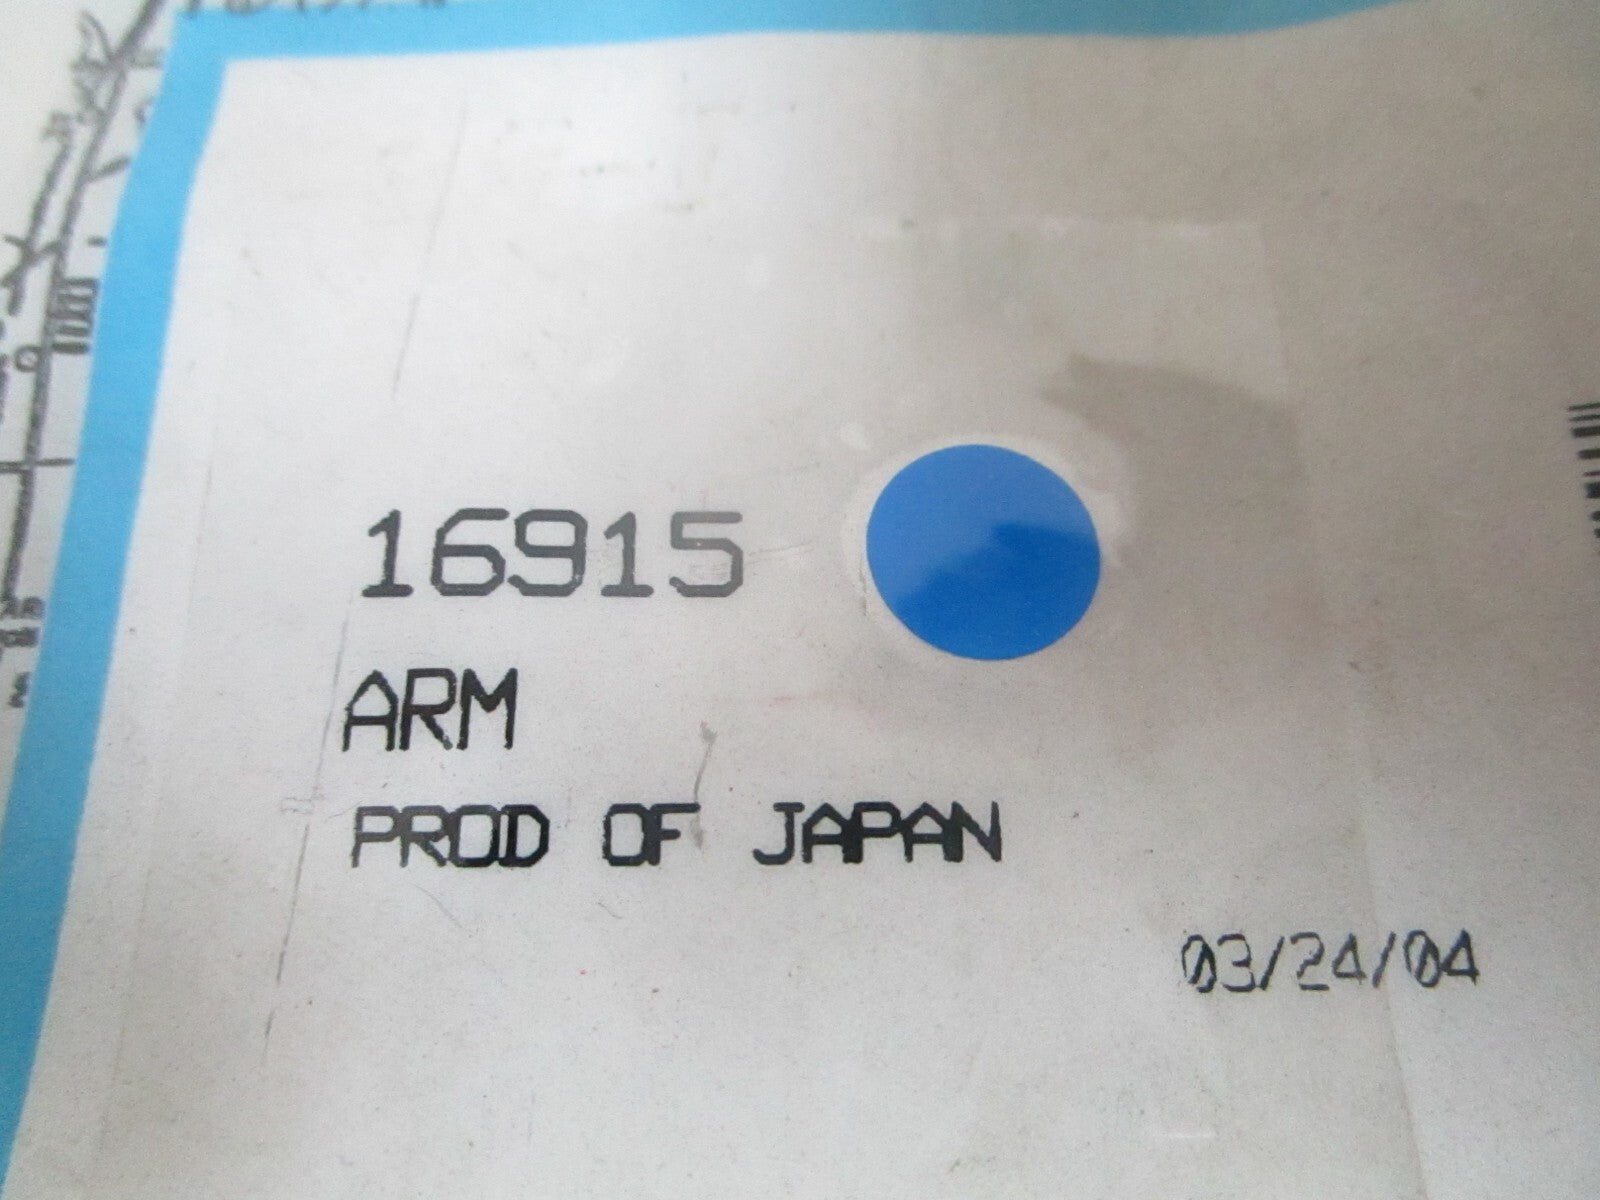 16915
ARM
PROD OF JAPAN
03/24/04